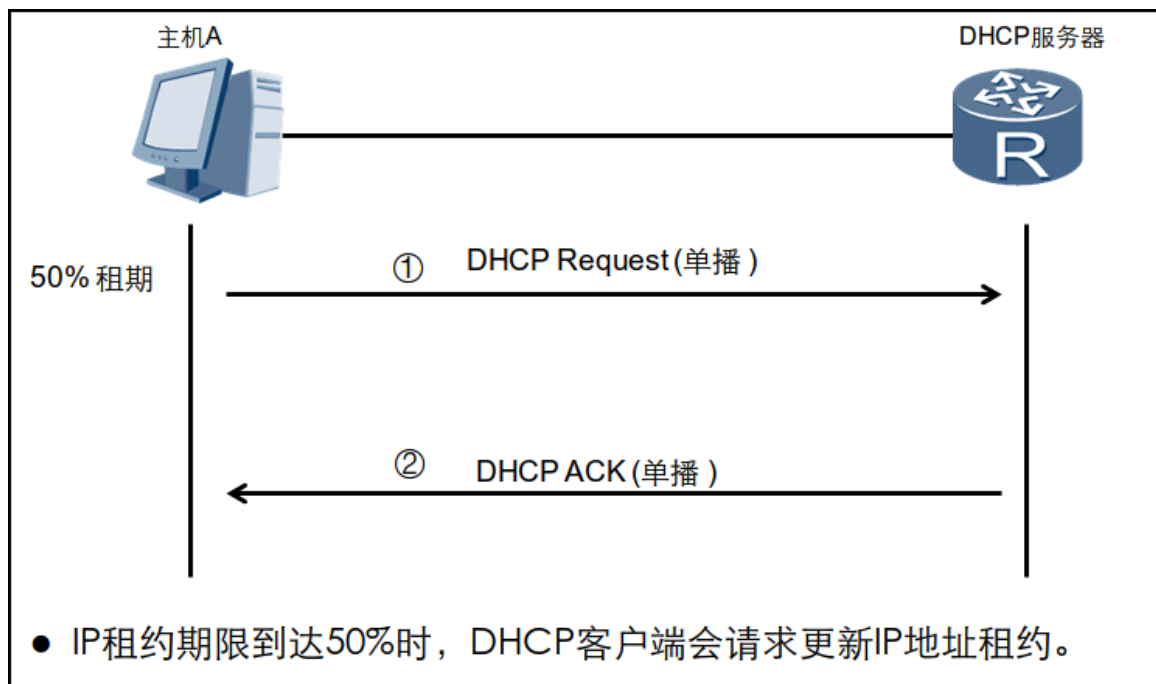 主机A
DHCP服务器
R
50% 租期
① DHCP Request(单播 )
② DHCP ACK(单播 )
● IP租约期限到达50%时，DHCP客户端会请求更新IP地址租约。